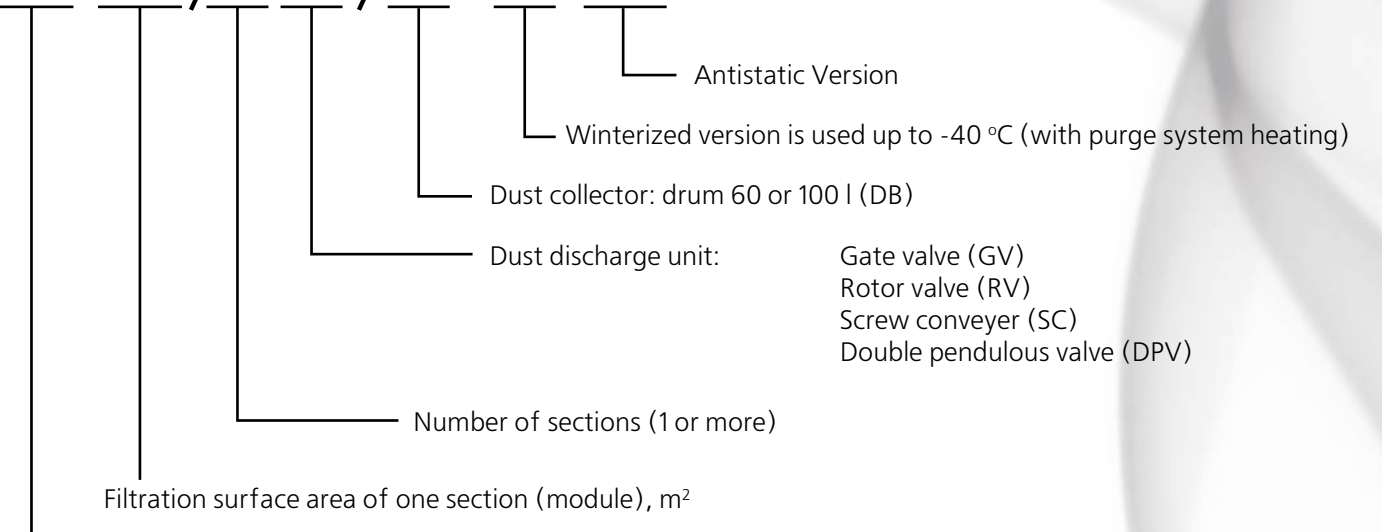 Antistatic Version
Winterized version is used up to -40 ºC (with purge system heating)
Dust collector: drum 60 or 100 l (DB)
Dust discharge unit: Gate valve (GV)
Rotor valve (RV)
Screw conveyer (SC)
Double pendulous valve (DPV)
Number of sections (1 or more)
Filtration surface area of one section (module), m²